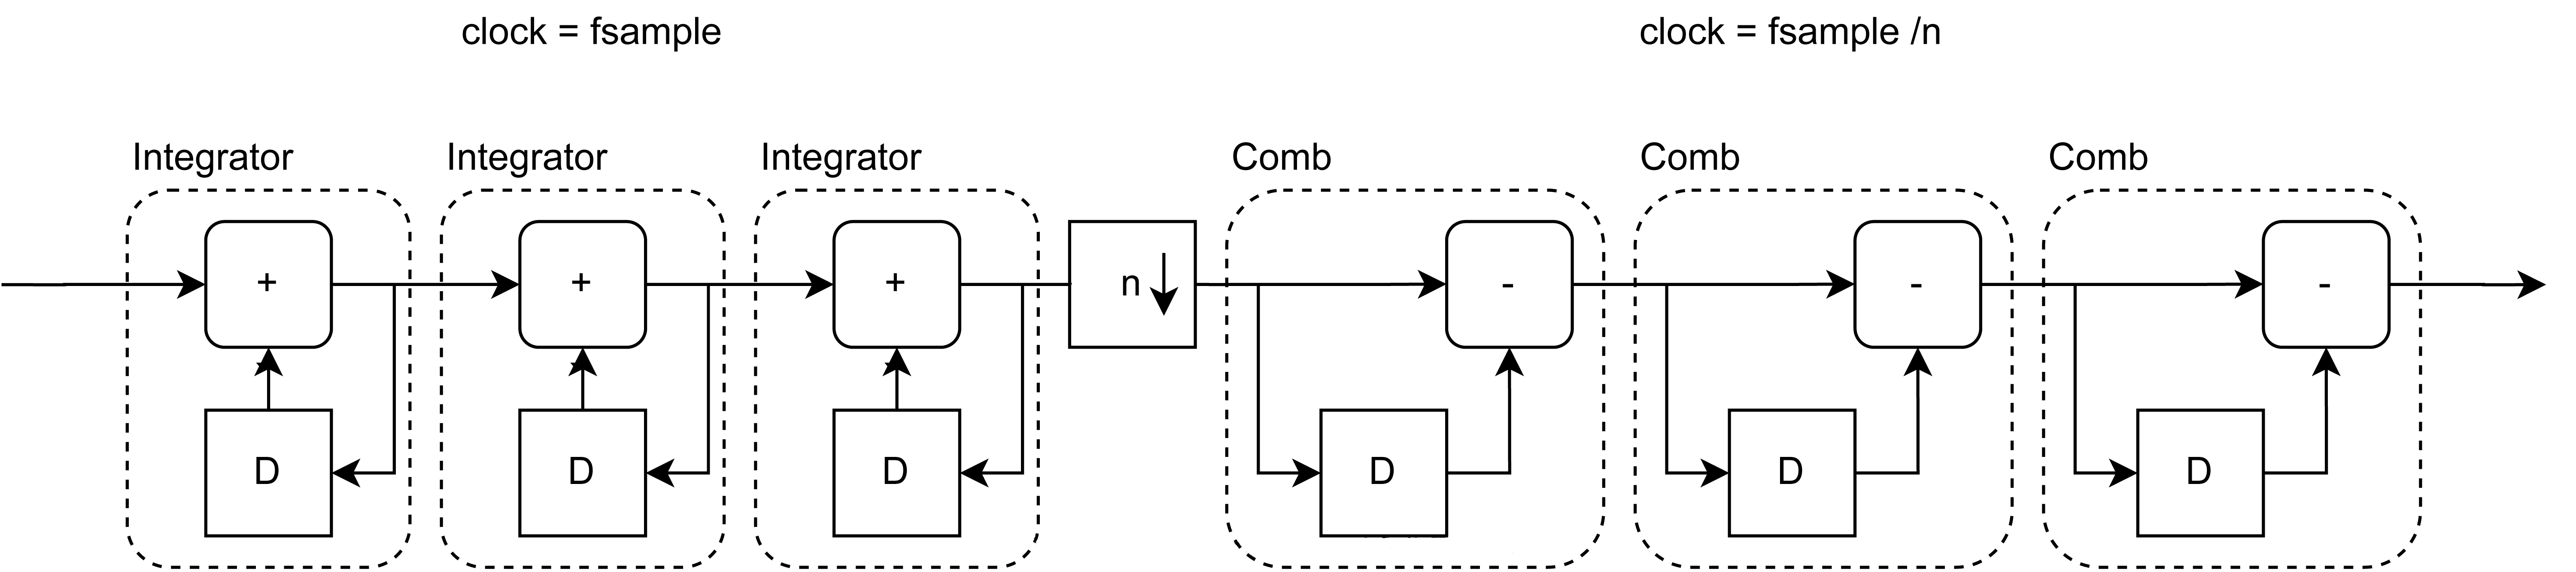 clock = fsample
clock = fsample /n
Integrator
Integrator
Integrator
Comb
Comb
Comb
+
+
+
n
-
-
-
D
D
D
D
D
D